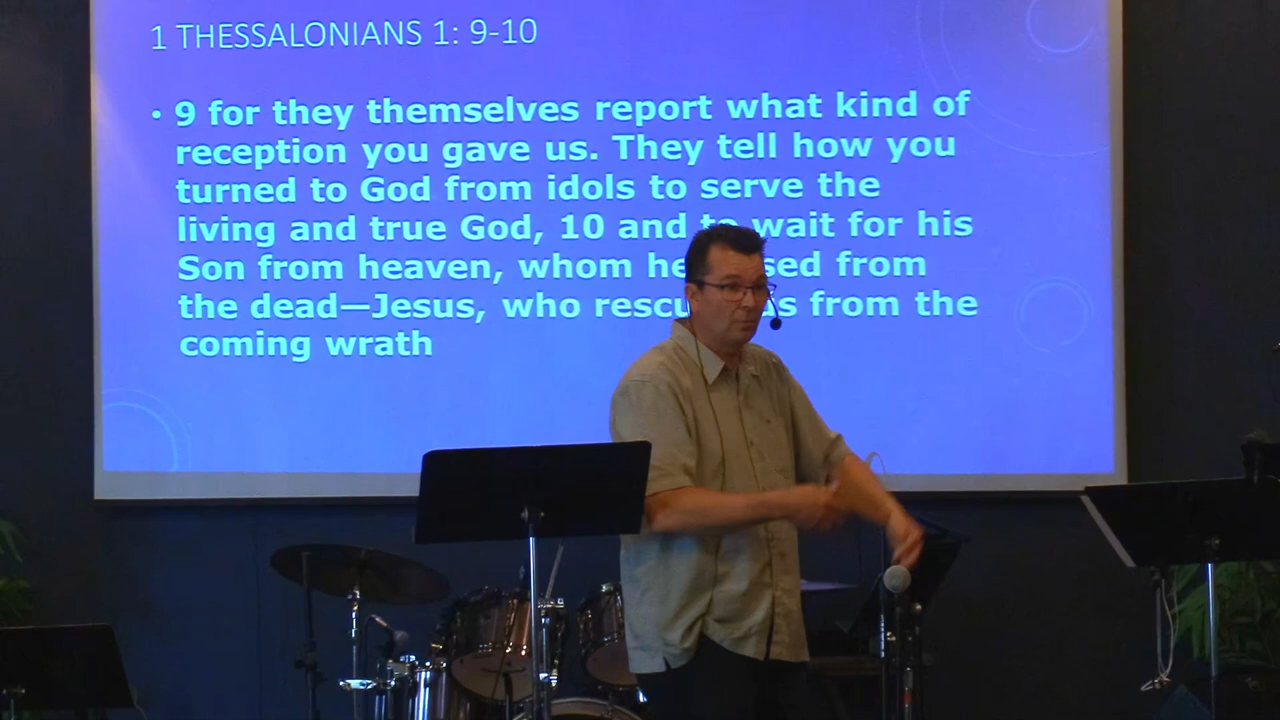 1 THESSALONIANS 1: 9-10
• 9 for they themselves report what kind of
reception you gave us. They tell how you
turned to God from idols to serve the
living and true God, 10 and to wait for his
Son from heaven, whom he from
the dead—Jesus, who from the
coming wrath